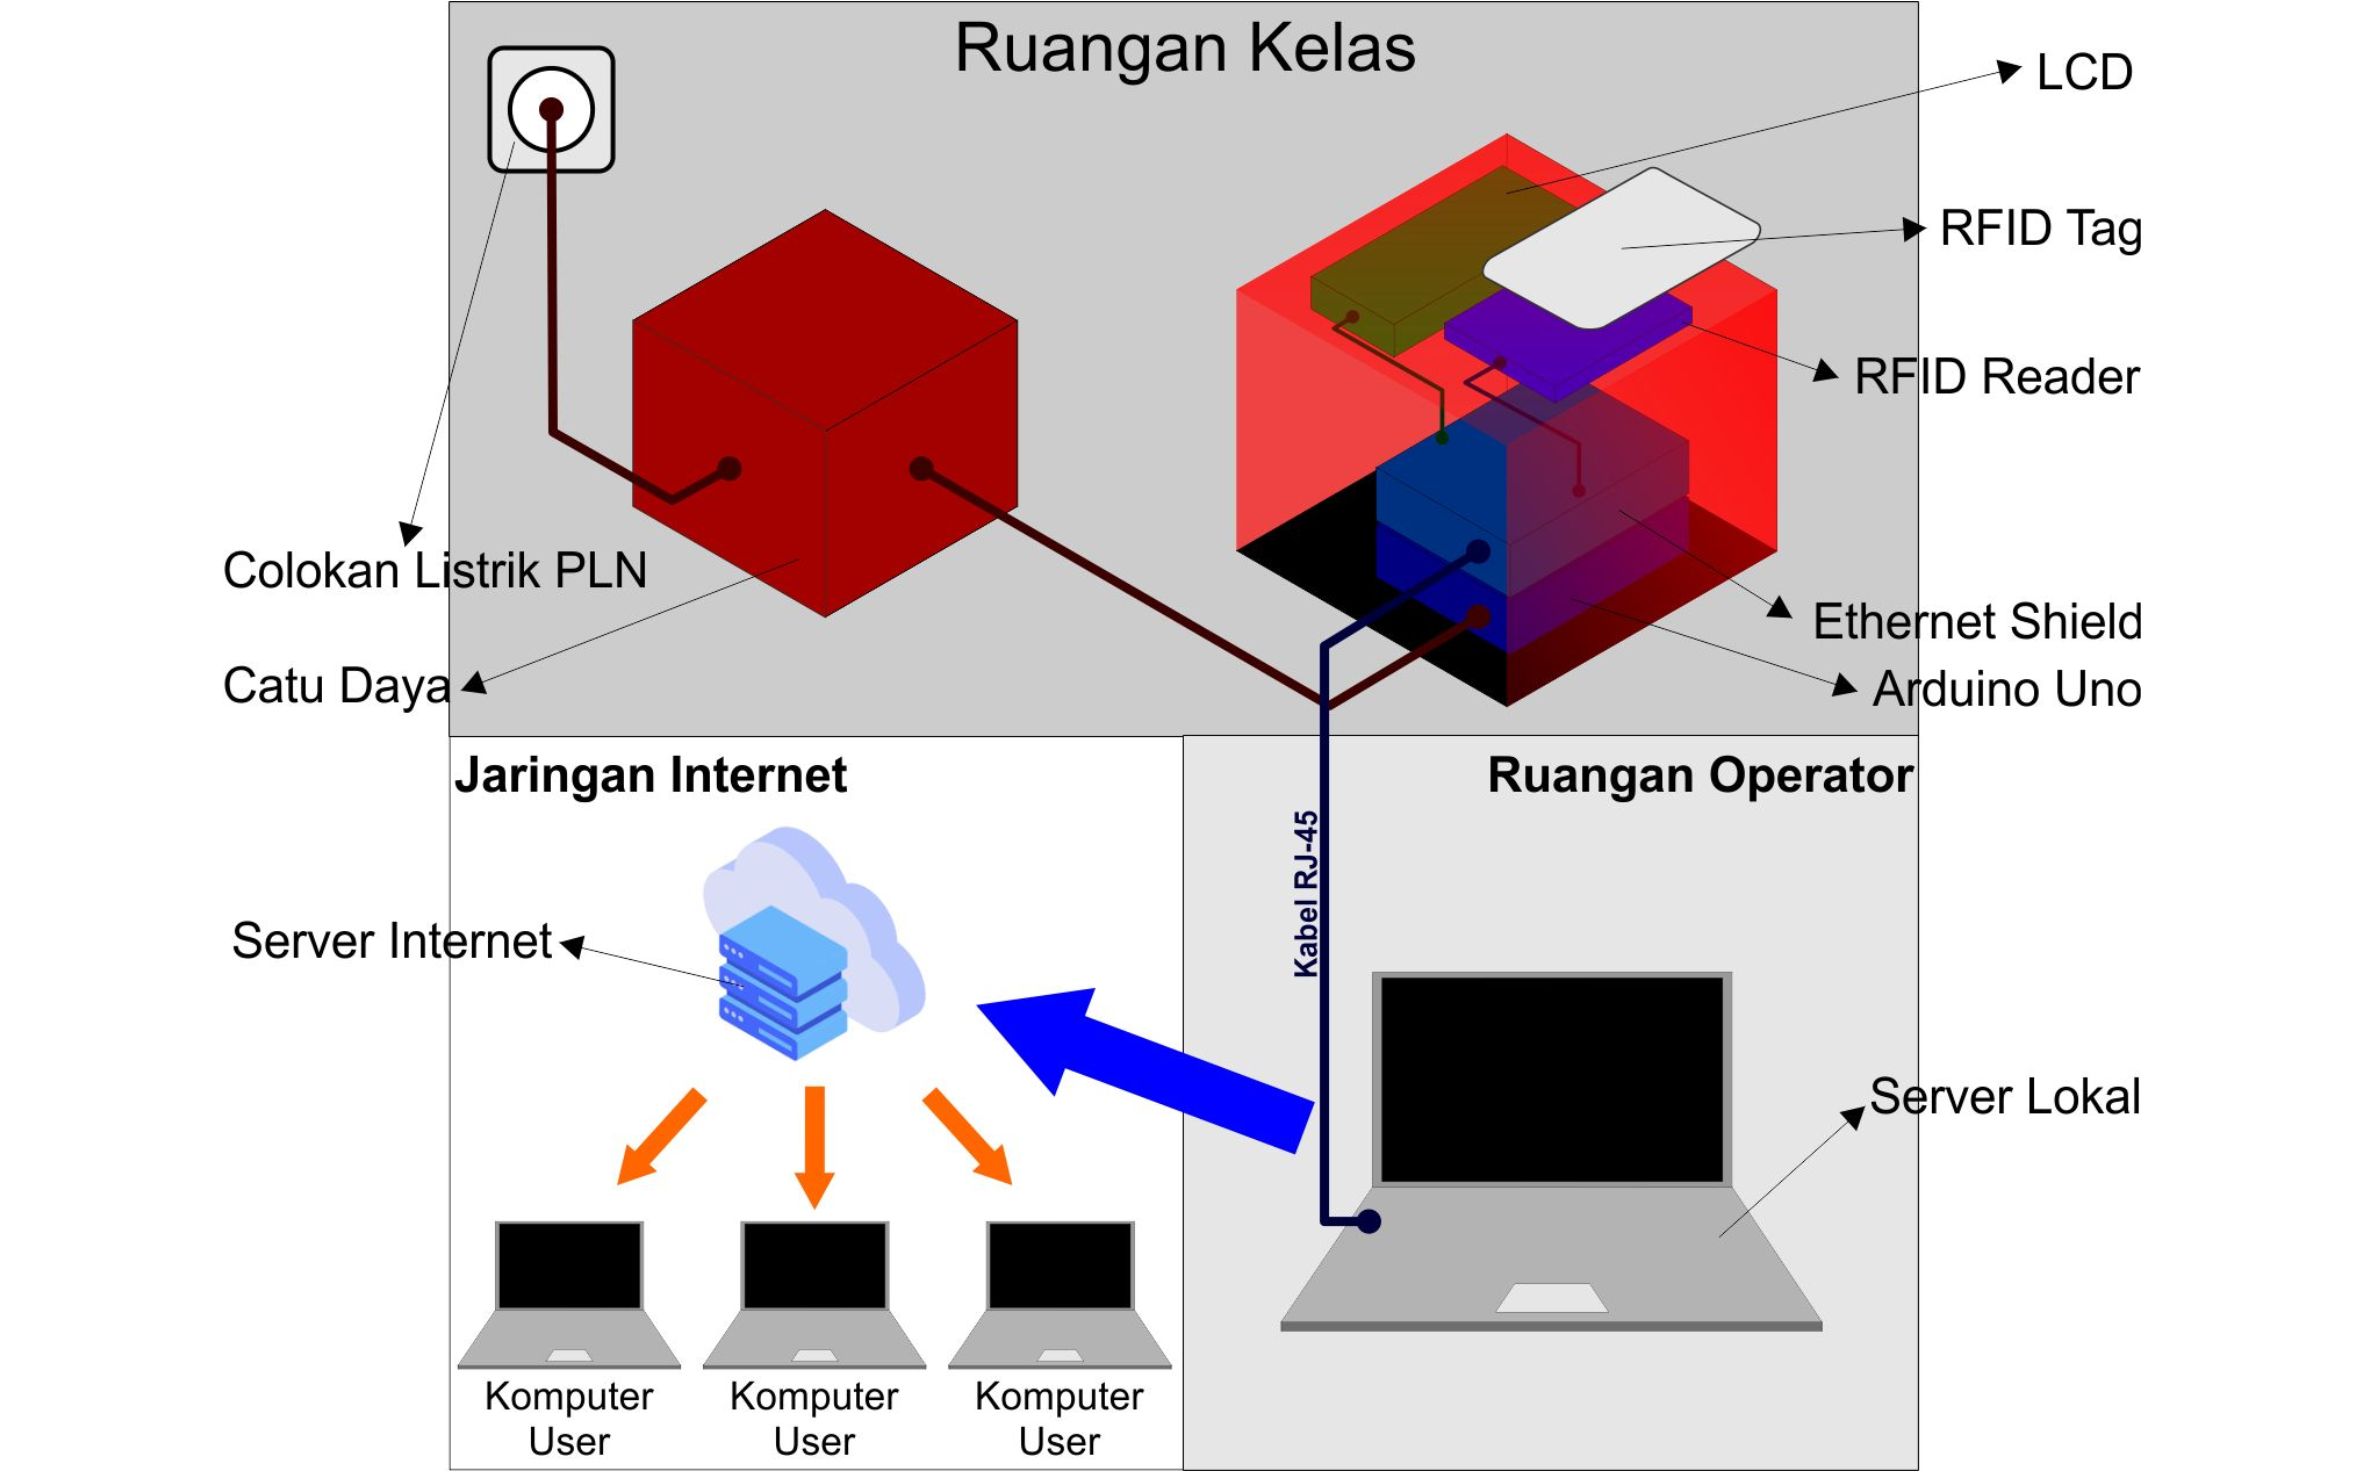 Ruangan Kelas
LCD
RFID Tag
RFID Reader
Colokan Listrik PLN
Ethernet Shield
Catu Daya
Arduino Uno
Jaringan Internet
Ruangan Operator
Kabel RJ-45
Server Internet
Server Lokal
Komputer
User
Komputer
User
Komputer
User